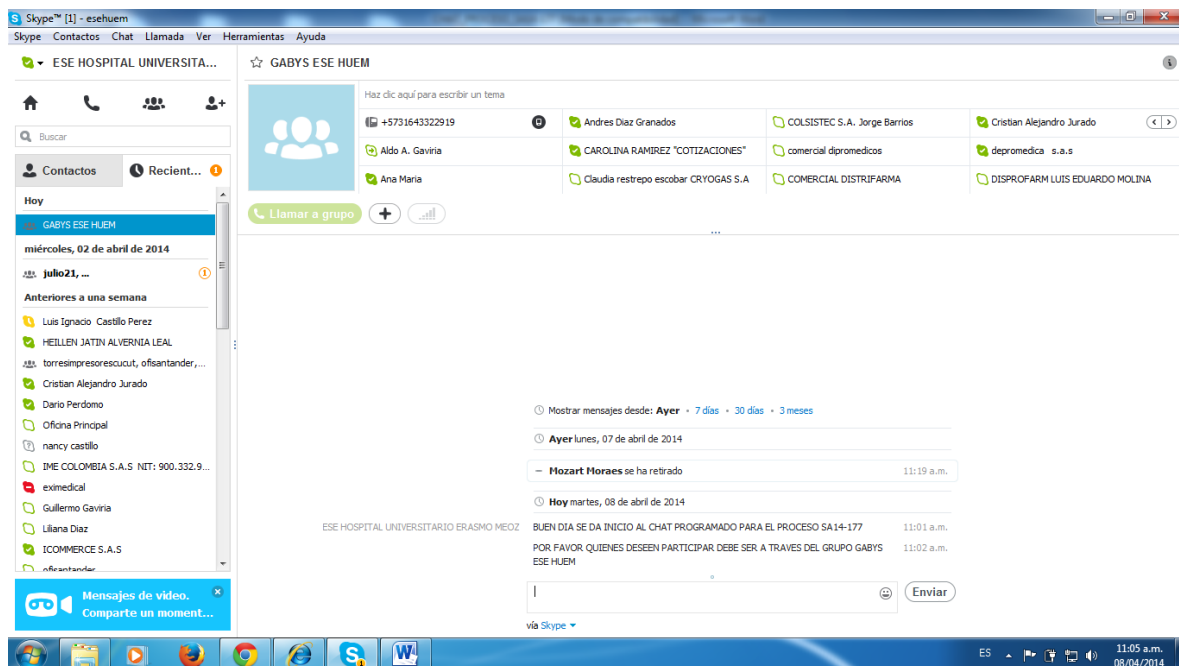 Skype™ [1] - esehuem
Skype Contactos Chat Llamada Ver Herramientas Ayuda
ESE HOSPITAL UNIVERSITA...
Buscar
Contactos
Recient... 1
Hoy
GABYS ESE HUEM
miércoles, 02 de abril de 2014
julio21, ... 1
Anteriores a una semana
Luis Ignacio Castillo Perez
HEILLEN JATIN ALVERNIA LEAL
torresimpresorescucut, ofisantander,...
Cristian Alejandro Jurado
Dario Perdomo
Oficina Principal
nancy castillo
IME COLOMBIA S.A.S NIT: 900.332.9...
eximedical
Guillermo Gaviria
Liliana Diaz
ICOMMERCE S.A.S
ofisantander
Mensajes de video.
Comparte un moment...
GABYS ESE HUEM
Haz clic aquí para escribir un tema
+5731643322919
Andres Diaz Granados
COLSISTEC S.A. Jorge Barrios
Cristian Alejandro Jurado
Aldo A. Gaviria
CAROLINA RAMIREZ "COTIZACIONES"
comercial dipromedicos
depromedica s.a.s
Ana Maria
Claudia restrepo escobar CRYOGAS S.A
COMERCIAL DISTRIFARMA
DISPROFARM LUIS EDUARDO MOLINA
Llamar a grupo
Mostrar mensajes desde: Ayer • 7 días • 30 días • 3 meses
Ayer lunes, 07 de abril de 2014
Mozart Moraes se ha retirado 11:19 a.m.
Hoy martes, 08 de abril de 2014
ESE HOSPITAL UNIVERSITARIO ERASMO MEOZ
BUEN DIA SE DA INICIO AL CHAT PROGRAMADO PARA EL PROCESO SA14-177 11:01 a.m.
POR FAVOR QUIENES DESEEN PARTICIPAR DEBE SER A TRAVES DEL GRUPO GABYS 11:02 a.m.
ESE HUEM
Enviar
vía Skype
ES
11:05 a.m.
08/04/2014